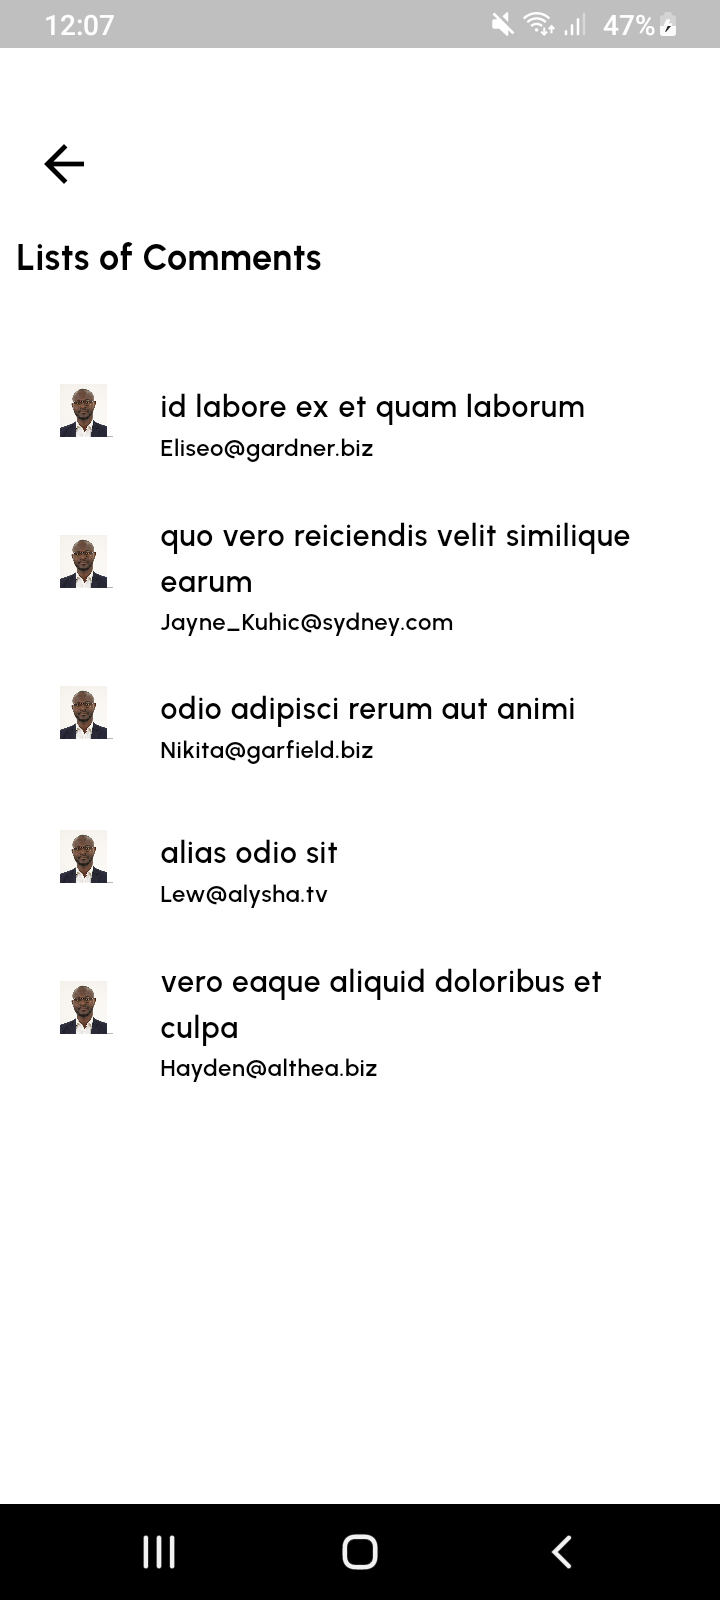 12:07
47%
Lists of Comments
id labore ex et quam laborum
Eliseo@gardner.biz
quo vero reiciendis velit similique
earum
Jayne_Kuhic@sydney.com
odio adipisci rerum aut animi
Nikita@garfield.biz
alias odio sit
Lew@alysha.tv
vero eaque aliquid doloribus et
culpa
Hayden@althea.biz